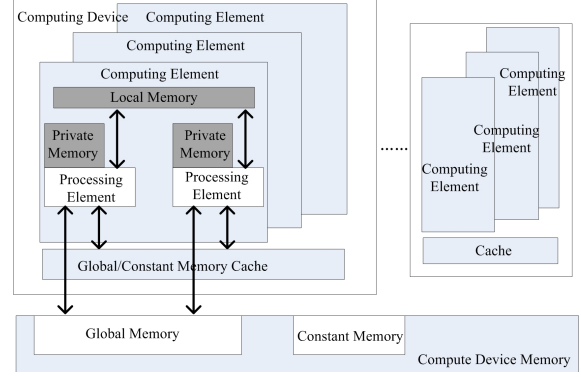 Computing Device
Computing Element
Computing Element
Computing Element
Local Memory
Private
Memory
Processing
Element
Private
Memory
Processing
Element
Global/Constant Memory Cache
......
Computing
Element
Computing
Element
Computing
Element
Cache
Global Memory
Constant Memory
Compute Device Memory